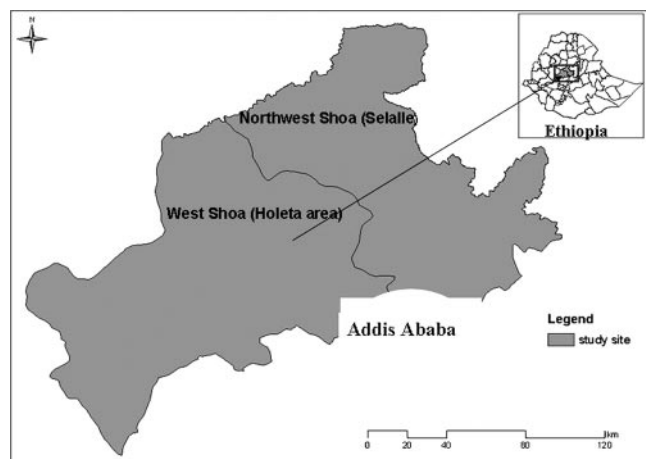 N
Northwest Shoa (Selalle)
Ethiopia
West Shoa (Holeta area)
Addis Ababa
Legend
study site
km
0 20 40 80 120